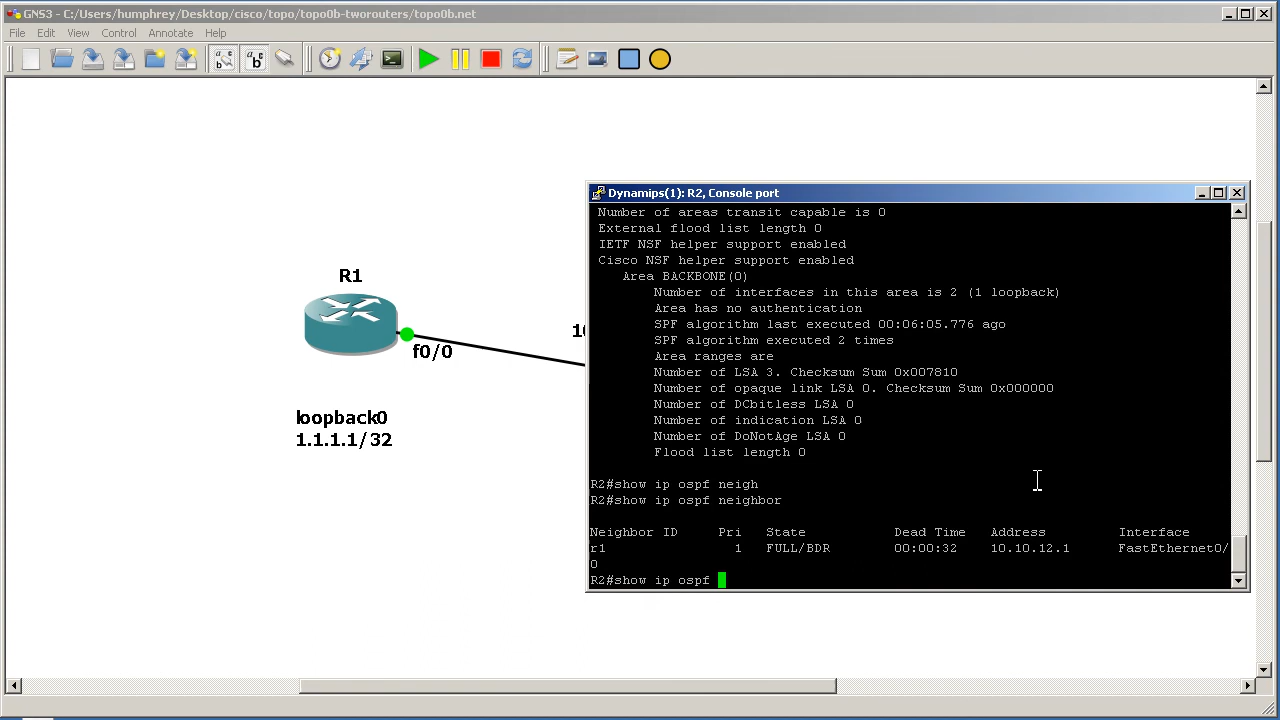 GNS3 - C:/Users/humphrey/Desktop/cisco/topo/topo0b-tworouters/topo0b.net
File Edit View Control Annotate Help
R1
f0/0
loopback0
1.1.1.1/32
Dynamips(1): R2, Console port
Number of areas transit capable is 0
External flood list length 0
IETF NSF helper support enabled
Cisco NSF helper support enabled
Area BACKBONE(0)
Number of interfaces in this area is 2 (1 loopback)
Area has no authentication
SPF algorithm last executed 00:06:05.776 ago
SPF algorithm executed 2 times
Area ranges are
Number of LSA 3. Checksum Sum 0x007810
Number of opaque link LSA 0. Checksum Sum 0x000000
Number of DCbitless LSA 0
Number of indication LSA 0
Number of DoNotAge LSA 0
Flood list length 0
R2#show ip ospf neigh
R2#show ip ospf neighbor
Neighbor ID Pri State Dead Time Address Interface
r1 1 FULL/BDR 00:00:32 10.10.12.1 FastEthernet0/
0
R2#show ip ospf